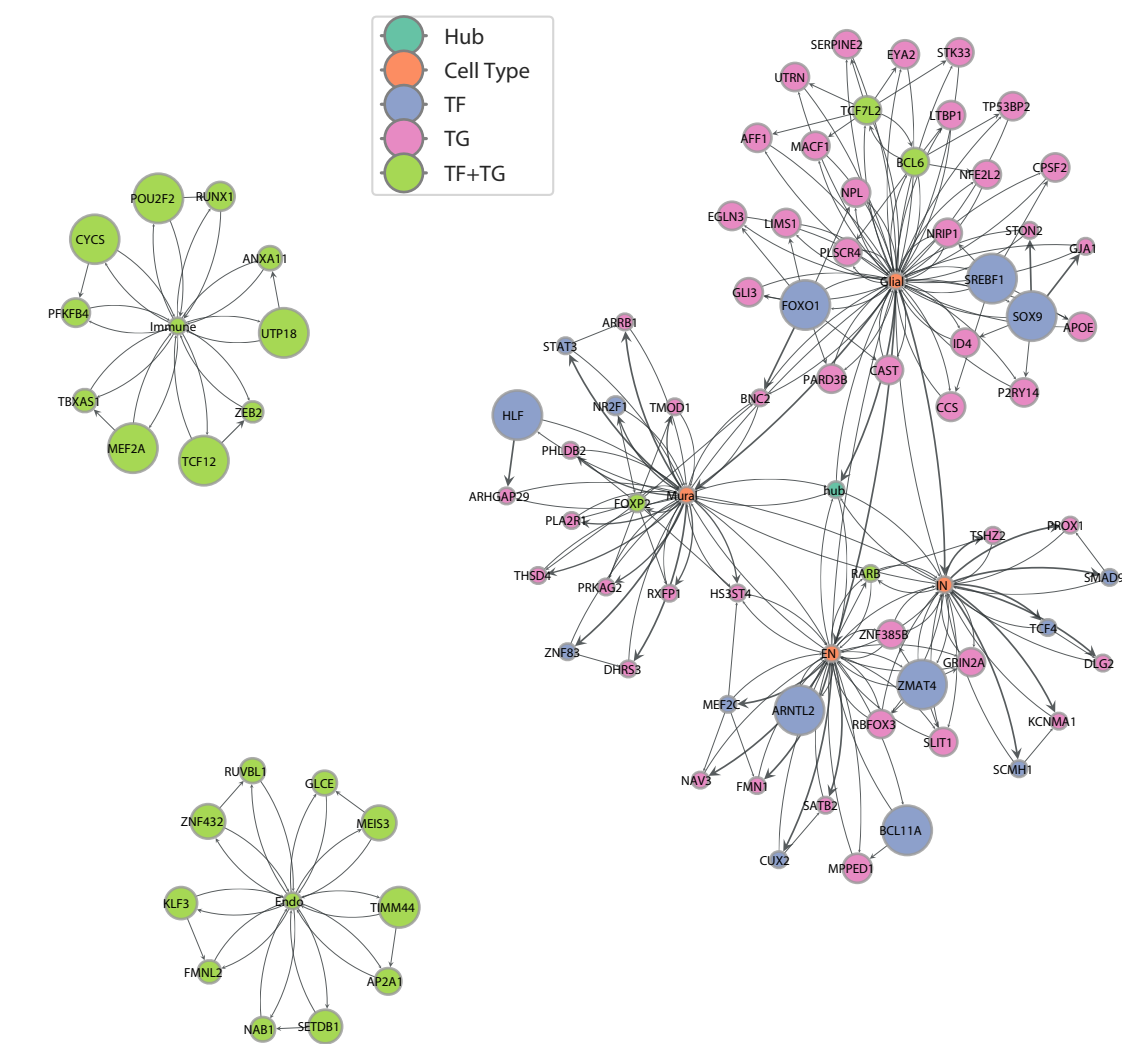 Hub
Cell Type
TF
TG
TF+TG
SERPINE2
EYA2
STK33
UTRN
TCF7L2
LTBP1
TP53BP2
AFF1
MACF1
BCL6
NFE2L2
CPSF2
NPL
EGLN3
LIMS1
NRIP1
STON2
PLSCR4
GJA1
Glial
SREBF1
GLI3
FOXO1
SOX9
APOE
ID4
CAST
PARD3B
P2RY14
BNC2
CCS
POU2F2
RUNX1
CYCS
ANXA11
PFKFB4
Immune
UTP18
TBXAS1
ZEB2
MEF2A
TCF12
ARRB1
STAT3
HLF
NR2F1
TMOD1
PHLDB2
ARHGAP29
FOXP2
Mural
hub
PLA2R1
THSD4
PRKAG2
RXFP1
HS3ST4
ZNF83
DHRS3
TSHZ2
PROX1
RARB
IN
SMAD9
TCF4
ZNF385B
EN
GRIN2A
DLG2
ZMAT4
MEF2C
ARNTL2
RBFOX3
KCNMA1
SLIT1
SCMH1
NAV3
FMN1
SATB2
BCL11A
CUX2
MPPED1
RUVBL1
GLCE
ZNF432
MEIS3
KLF3
Endo
TIMM44
FMNL2
AP2A1
NAB1
SETDB1